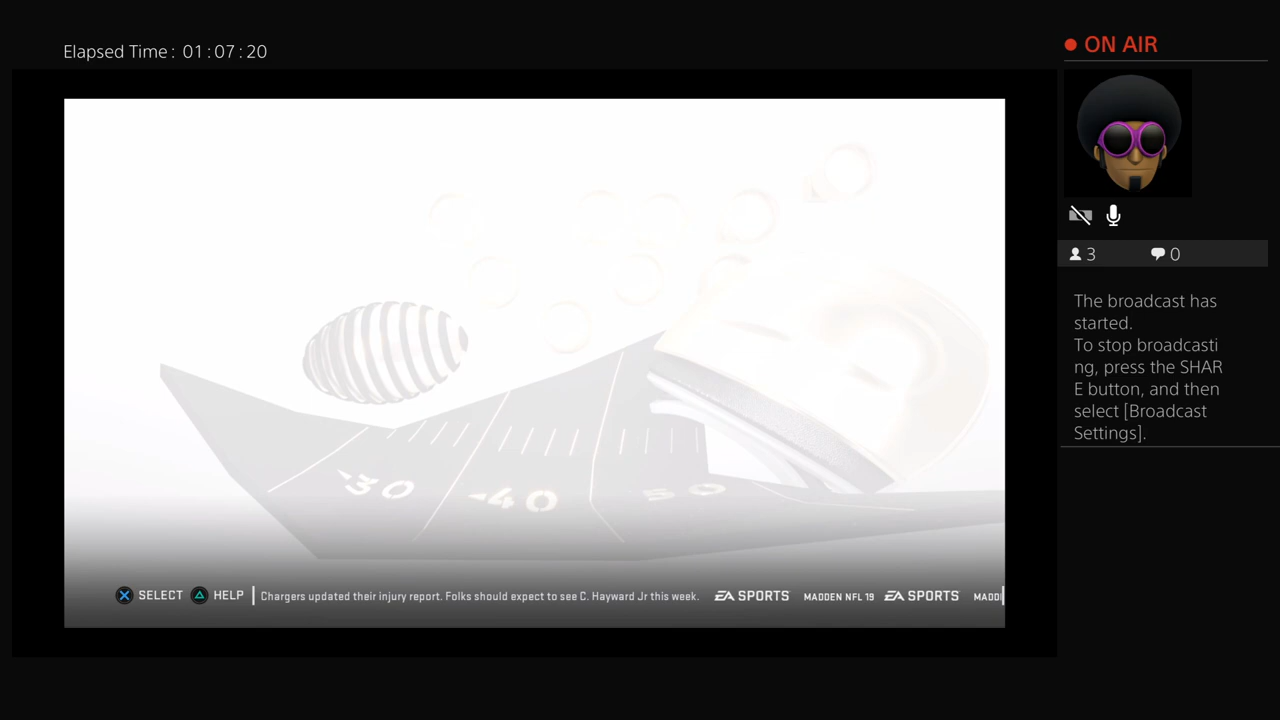 Elapsed Time: 01:07:20
ON AIR
3 0
The broadcast has
started.
To stop broadcasti
ng, press the SHAR
E button, and then
select [Broadcast
Settings].
30 40 50
SELECT HELP Chargers updated their injury report. Folks should expect to see C. Hayward Jr this week. EA SPORTS MADDEN NFL 19 EA SPORTS MADD